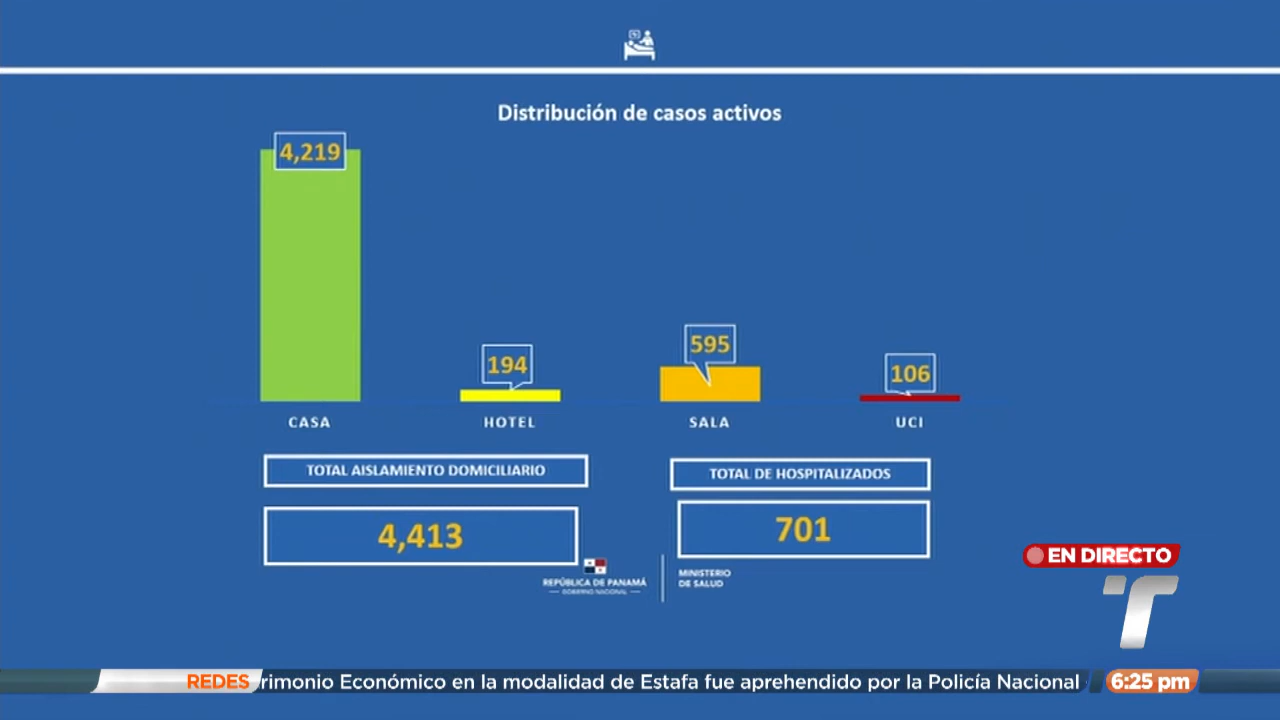 Distribución de casos activos
4,219
194
595
106
CASA
HOTEL
SALA
UCI
TOTAL AISLAMIENTO DOMICILIARIO
TOTAL DE HOSPITALIZADOS
4,413
701
REPÚBLICA DE PANAMÁ
GOBIERNO NACIONAL
MINISTERIO
DE SALUD
EN DIRECTO
T
REDES
rimonio Económico en la modalidad de Estafa fue aprehendido por la Policía Nacional
6:25 pm